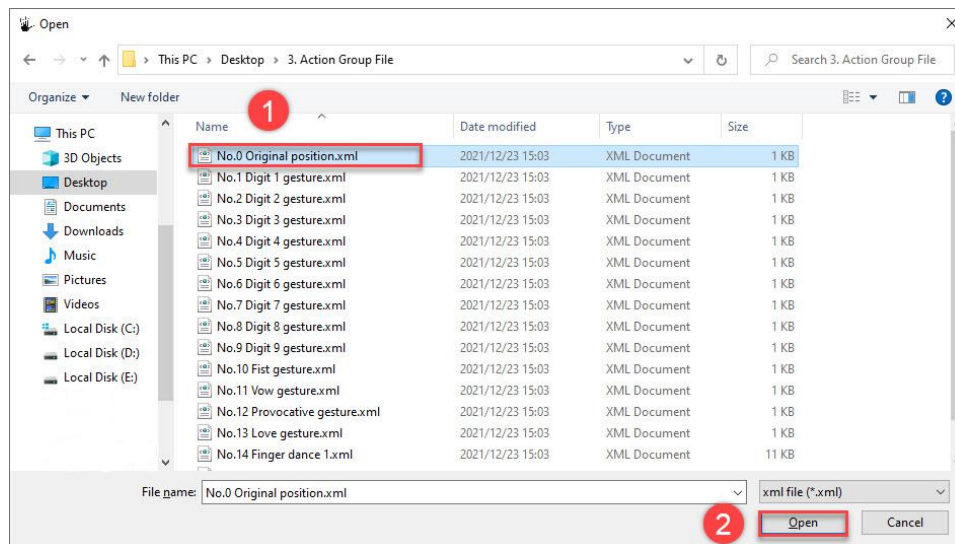 Open
This PC > Desktop > 3. Action Group File
Search 3. Action Group File
Organize
New folder
1
Name
Date modified
Type
Size
This PC
3D Objects
Desktop
Documents
Downloads
Music
Pictures
Videos
Local Disk (C:)
Local Disk (D:)
Local Disk (E:)
No.0 Original position.xml 2021/12/23 15:03 XML Document 1 KB
No.1 Digit 1 gesture.xml 2021/12/23 15:03 XML Document 1 KB
No.2 Digit 2 gesture.xml 2021/12/23 15:03 XML Document 1 KB
No.3 Digit 3 gesture.xml 2021/12/23 15:03 XML Document 1 KB
No.4 Digit 4 gesture.xml 2021/12/23 15:03 XML Document 1 KB
No.5 Digit 5 gesture.xml 2021/12/23 15:03 XML Document 1 KB
No.6 Digit 6 gesture.xml 2021/12/23 15:03 XML Document 1 KB
No.7 Digit 7 gesture.xml 2021/12/23 15:03 XML Document 1 KB
No.8 Digit 8 gesture.xml 2021/12/23 15:03 XML Document 1 KB
No.9 Digit 9 gesture.xml 2021/12/23 15:03 XML Document 1 KB
No.10 Fist gesture.xml 2021/12/23 15:03 XML Document 1 KB
No.11 Vow gesture.xml 2021/12/23 15:03 XML Document 1 KB
No.12 Provocative gesture.xml 2021/12/23 15:03 XML Document 1 KB
No.13 Love gesture.xml 2021/12/23 15:03 XML Document 1 KB
No.14 Finger dance 1.xml 2021/12/23 15:03 XML Document 11 KB
File name: No.0 Original position.xml
xml file (*.xml)
2
Open
Cancel